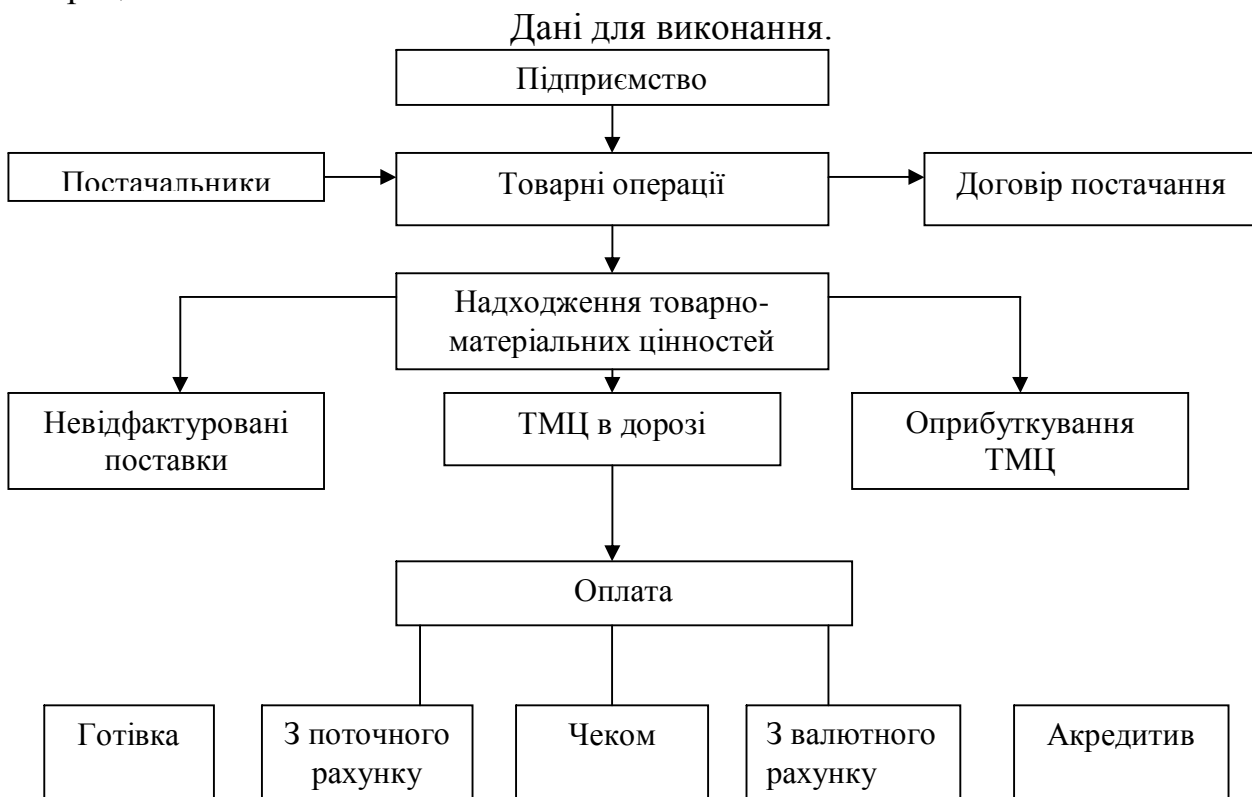 Дані для виконання.
Підприємство
Постачальники
Товарні операції
Договір постачання
Надходження товарно-
матеріальних цінностей
Невідфактуровані
поставки
ТМЦ в дорозі
Оприбуткування
ТМЦ
Оплата
Готівка
З поточного
рахунку
Чеком
З валютного
рахунку
Акредитив